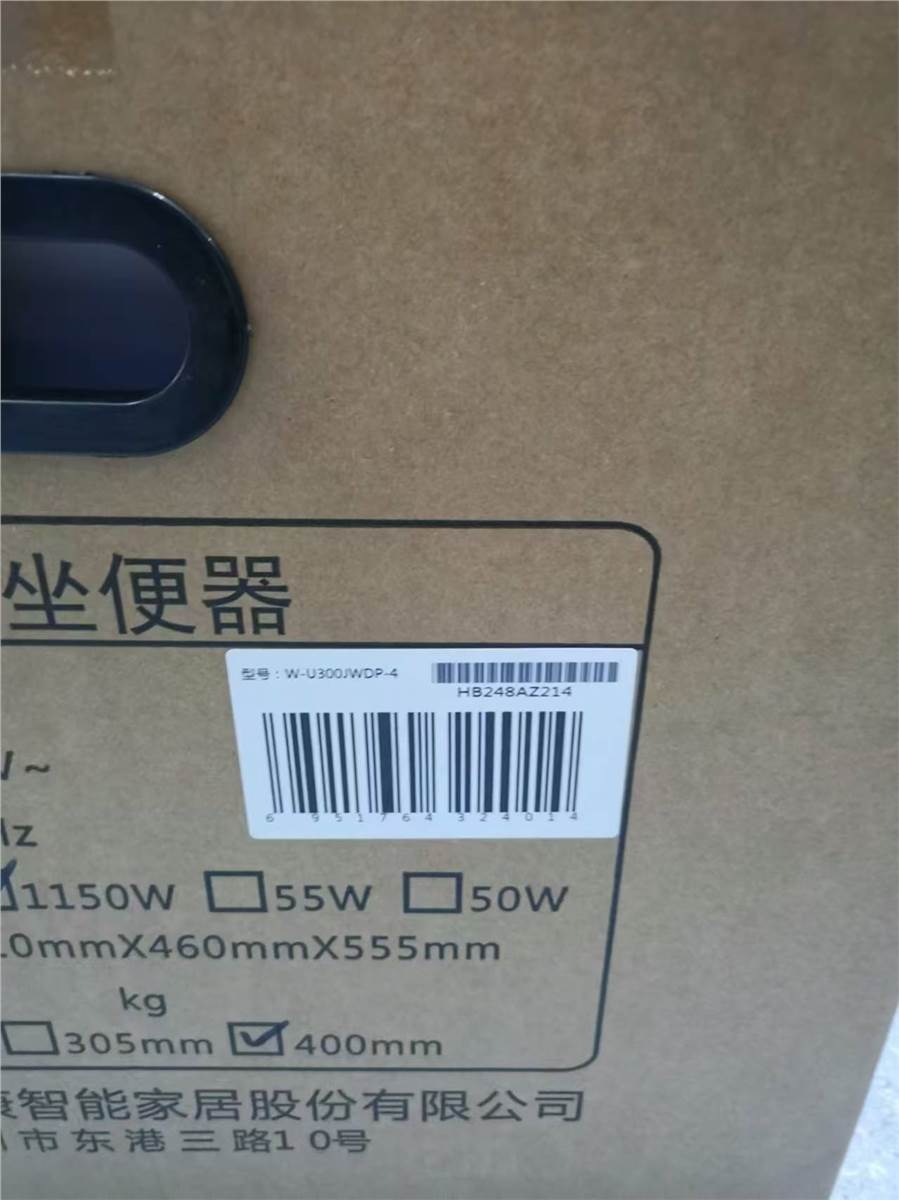 坐便器
型号：W-U300JWDP-4
HB248AZ214
6 951764 324014
~
Hz
1150W 55W 50W
0mmX460mmX555mm
kg
305mm 400mm
智能家居股份有限公司
市东港三路10号